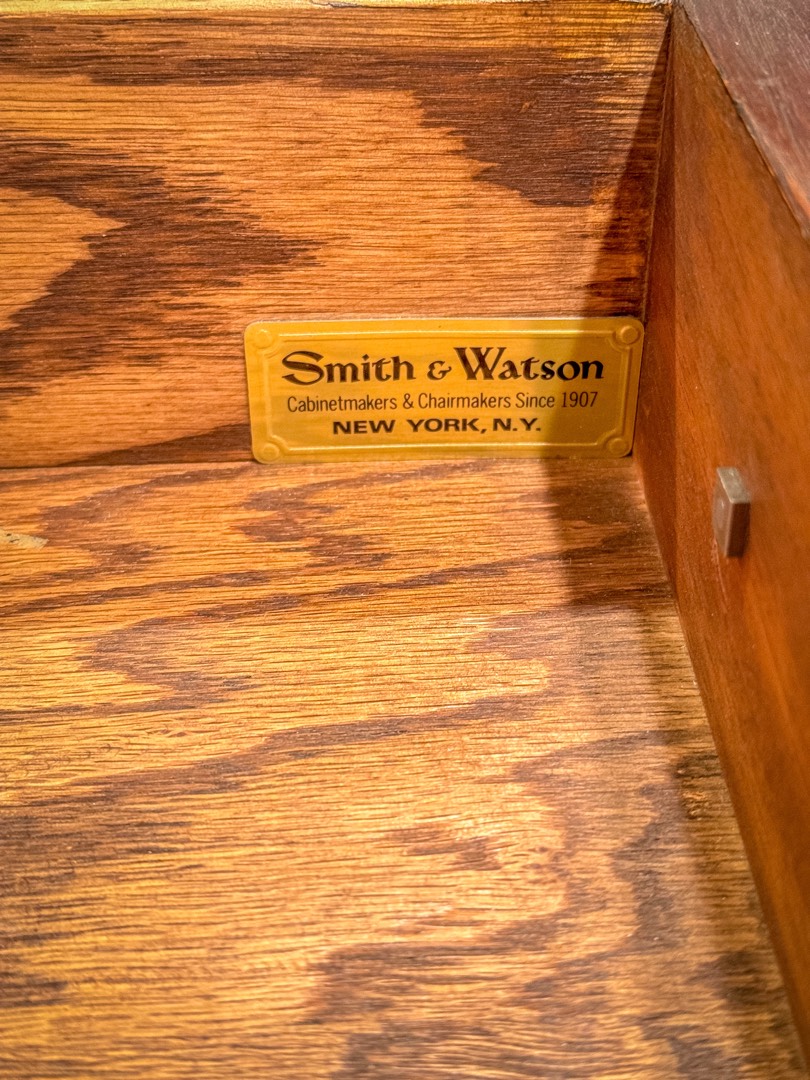 Smith & Watson
Cabinetmakers & Chairmakers Since 1907
NEW YORK, N.Y.